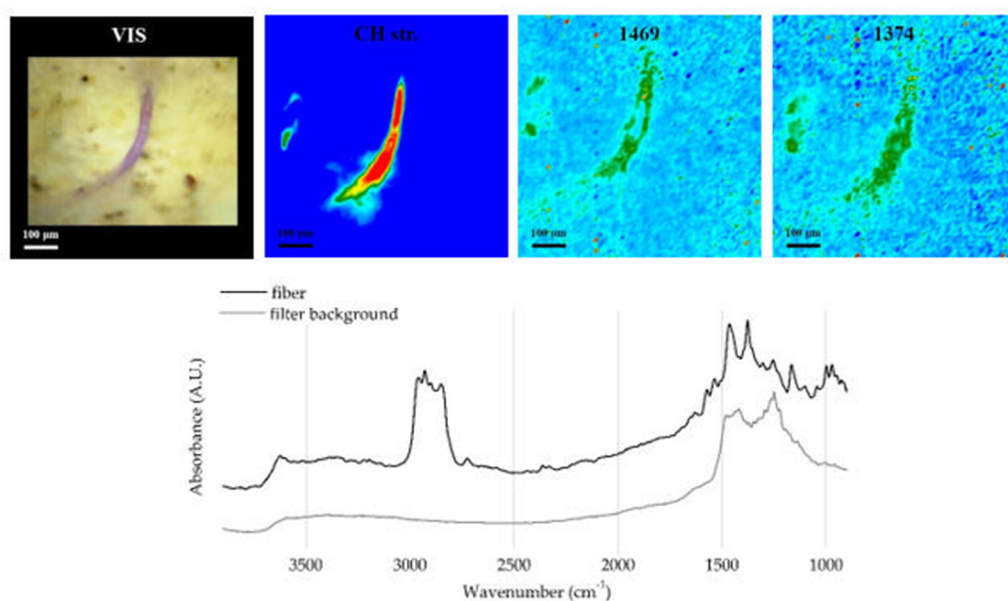 VIS
CH str.
1469
1374
100 µm
100 µm
100 µm
100 µm
fiber
filter background
Absorbance (A.U.)
3500 3000 2500 2000 1500 1000
Wavenumber (cm⁻¹)